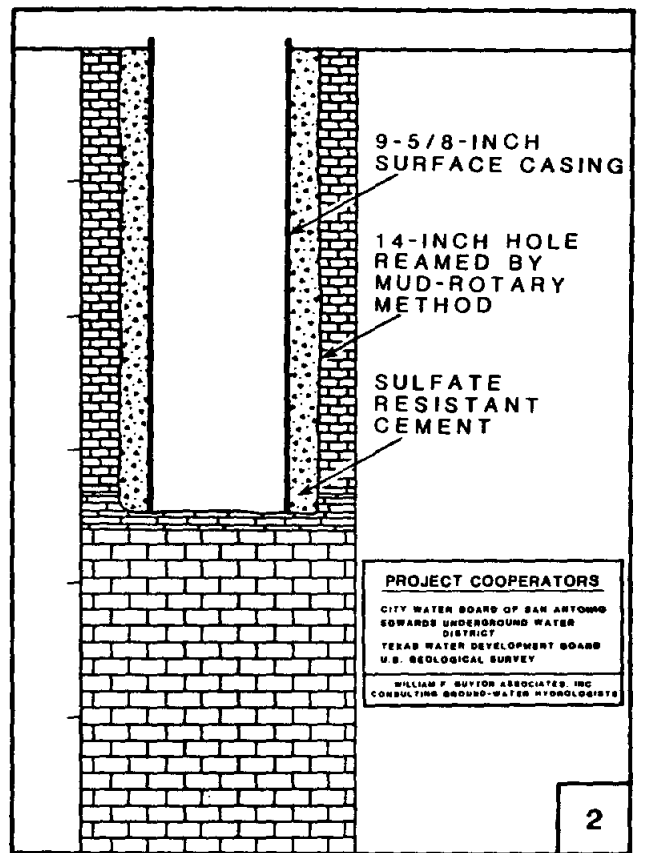 9-5/8-INCH
SURFACE CASING
14-INCH HOLE
REAMED BY
MUD-ROTARY
METHOD
SULFATE
RESISTANT
CEMENT
PROJECT COOPERATORS
CITY WATER BOARD OF SAN ANTONIO
EDWARDS UNDERGROUND WATER
DISTRICT
TEXAS WATER DEVELOPMENT BOARD
U.S. GEOLOGICAL SURVEY
WILLIAM F. GUYTON ASSOCIATES, INC
CONSULTING GROUND-WATER HYDROLOGISTS
2